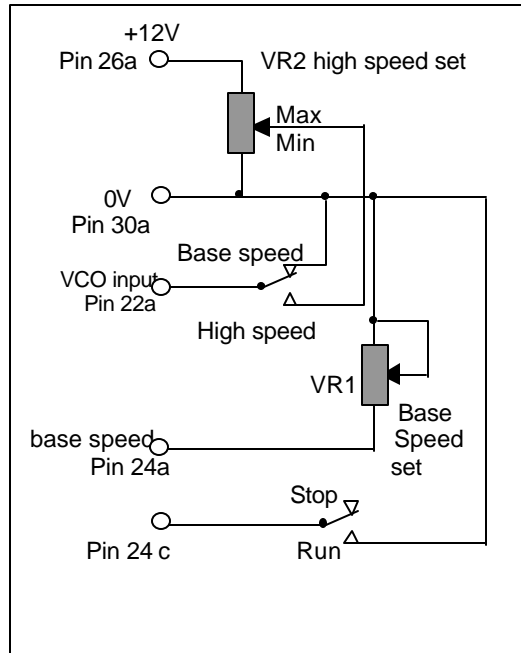 +12V
Pin 26a
VR2 high speed set
Max
Min
0V
Pin 30a
Base speed
VCO input
Pin 22a
High speed
VR1
Base
Speed
set
base speed
Pin 24a
Stop
Pin 24 c
Run